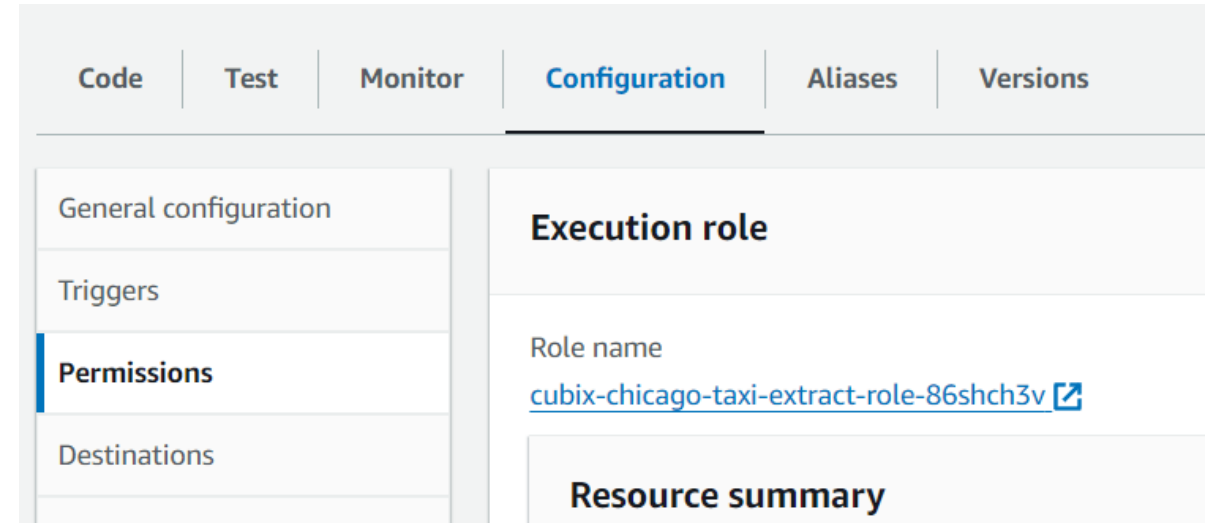 Code
Test
Monitor
Configuration
Aliases
Versions
General configuration
Triggers
Permissions
Destinations
Execution role
Role name
cubix-chicago-taxi-extract-role-86shch3v
Resource summary